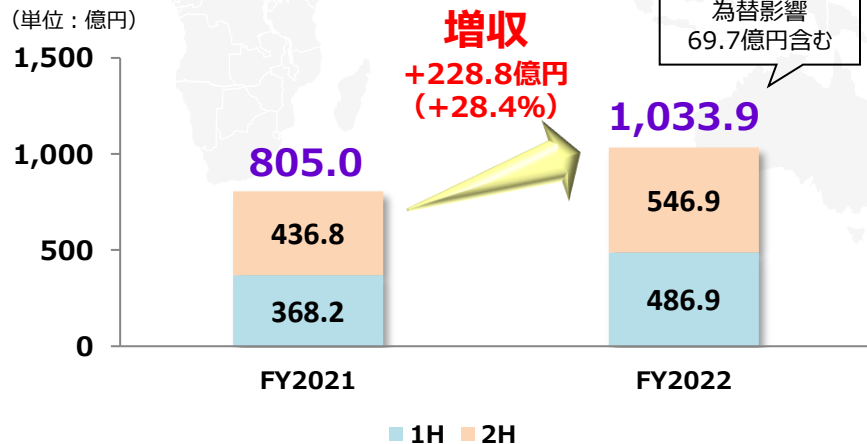 （単位：億円）
為替影響
69.7億円含む
増収
+228.8億円
（+28.4%）
1,500
1,000
500
0
805.0
436.8
368.2
1,033.9
546.9
486.9
FY2021
FY2022
1H
2H